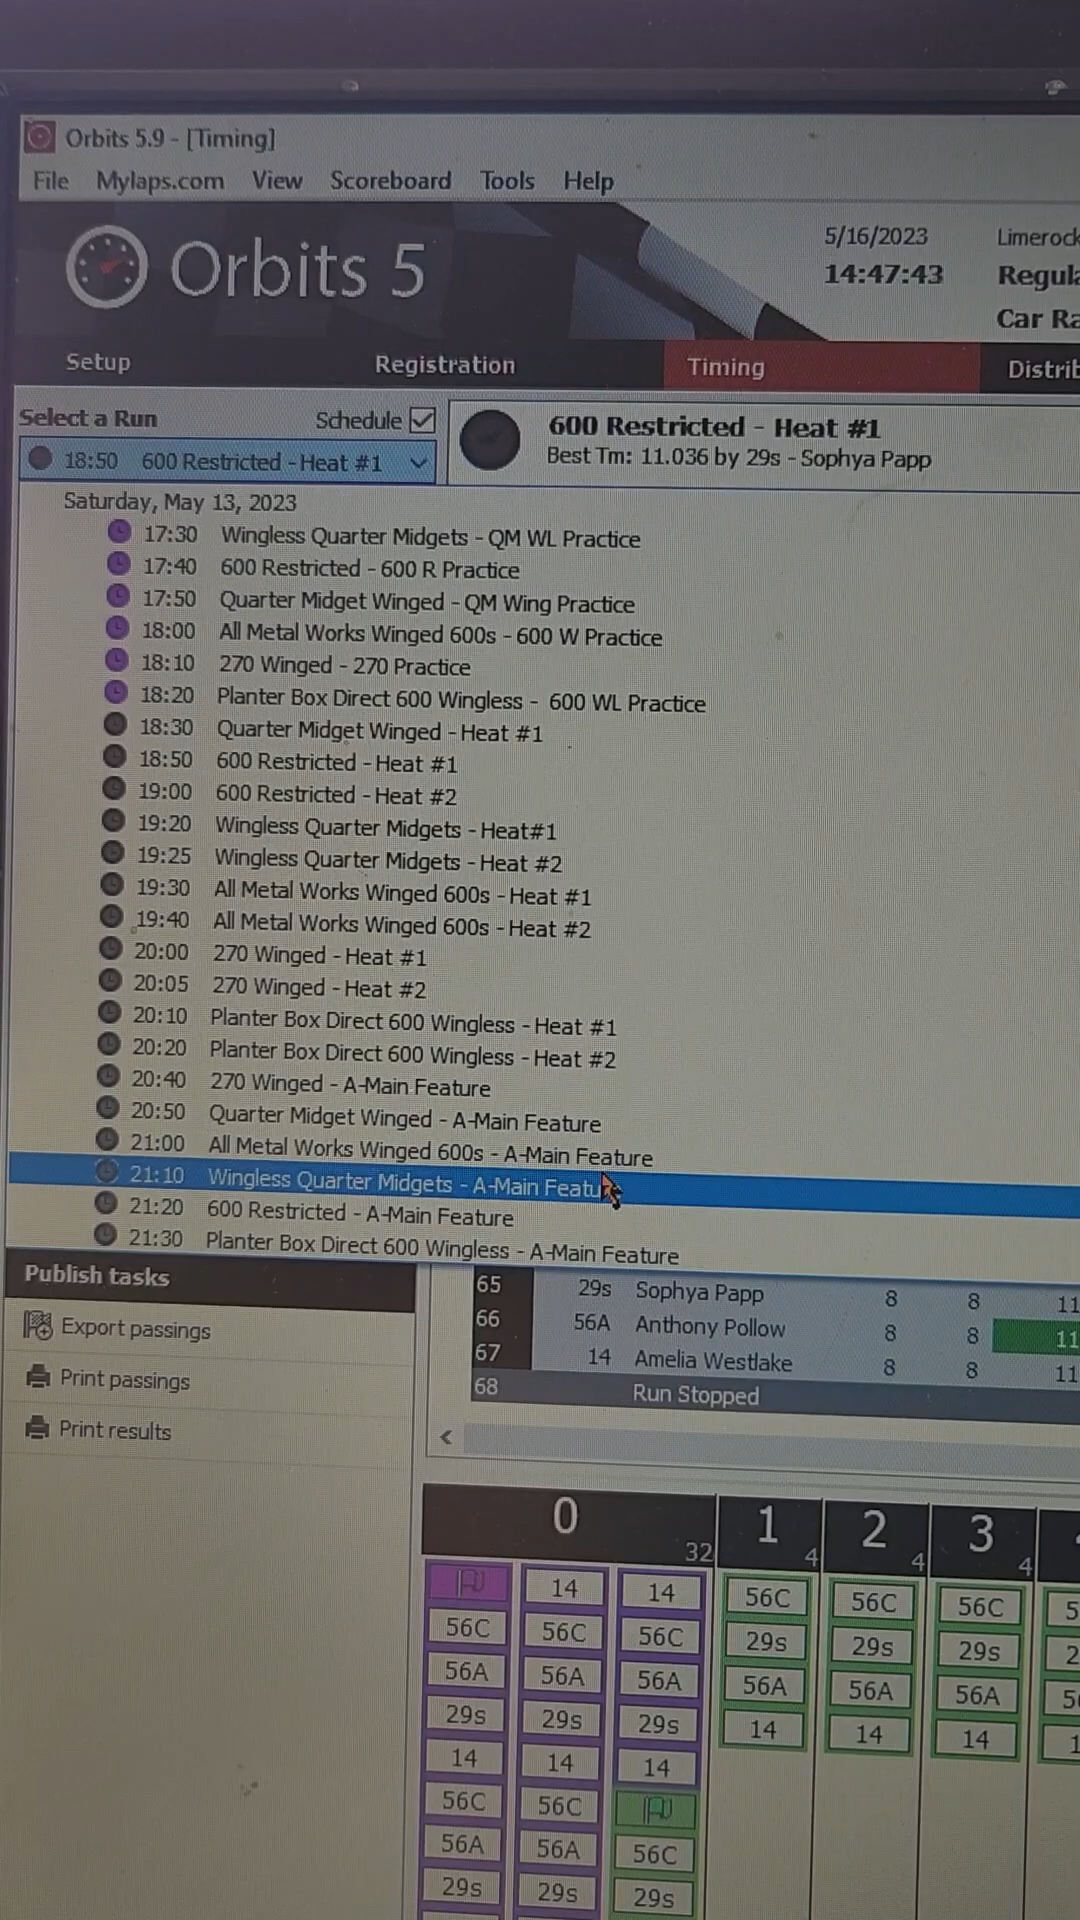 Orbits 5.9 - [Timing]
File Mylaps.com View Scoreboard Tools Help
Orbits 5
5/16/2023
14:47:43
Limerock
Regula
Car Ra
Setup Registration Timing Distrib
Select a Run Schedule
18:50 600 Restricted - Heat #1
600 Restricted - Heat #1
Best Tm: 11.036 by 29s - Sophya Papp
Saturday, May 13, 2023
17:30 Wingless Quarter Midgets - QM WL Practice
17:40 600 Restricted - 600 R Practice
17:50 Quarter Midget Winged - QM Wing Practice
18:00 All Metal Works Winged 600s - 600 W Practice
18:10 270 Winged - 270 Practice
18:20 Planter Box Direct 600 Wingless - 600 WL Practice
18:30 Quarter Midget Winged - Heat #1
18:50 600 Restricted - Heat #1
19:00 600 Restricted - Heat #2
19:20 Wingless Quarter Midgets - Heat#1
19:25 Wingless Quarter Midgets - Heat #2
19:30 All Metal Works Winged 600s - Heat #1
19:40 All Metal Works Winged 600s - Heat #2
20:00 270 Winged - Heat #1
20:05 270 Winged - Heat #2
20:10 Planter Box Direct 600 Wingless - Heat #1
20:20 Planter Box Direct 600 Wingless - Heat #2
20:40 270 Winged - A-Main Feature
20:50 Quarter Midget Winged - A-Main Feature
21:00 All Metal Works Winged 600s - A-Main Feature
21:10 Wingless Quarter Midgets - A-Main Featu
21:20 600 Restricted - A-Main Feature
21:30 Planter Box Direct 600 Wingless - A-Main Feature
Publish tasks
Export passings
Print passings
Print results
65 29s Sophya Papp 8 8 11
66 56A Anthony Pollow 8 8 11
67 14 Amelia Westlake 8 8 11
68 Run Stopped
0 32 1 4 2 4 3 4
14 14 56C 56C 56C 5
56C 56C 56C 29s 29s 29s 2
56A 56A 56A 56A 56A 56A 5
29s 29s 29s 14 14 14 1
14 14 14
56C 56C
56A 56A 56C
29s 29s 29s